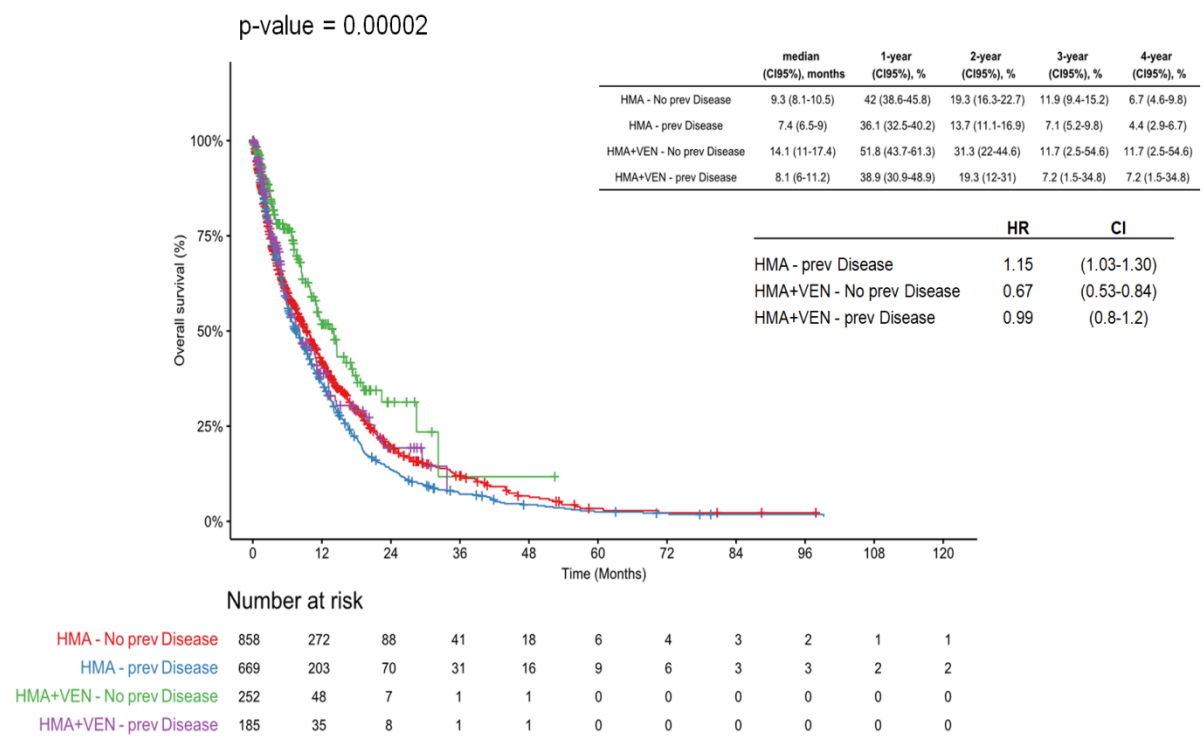 p-value = 0.00002
median 1-year 2-year 3-year 4-year
(CI95%), months (CI95%), % (CI95%), % (CI95%), % (CI95%), %
HMA - No prev Disease 9.3 (8.1-10.5) 42 (38.6-45.8) 19.3 (16.3-22.7) 11.9 (9.4-15.2) 6.7 (4.6-9.8)
HMA - prev Disease 7.4 (6.5-9) 36.1 (32.5-40.2) 13.7 (11.1-16.9) 7.1 (5.2-9.8) 4.4 (2.9-6.7)
HMA+VEN - No prev Disease 14.1 (11-17.4) 51.8 (43.7-61.3) 31.3 (22-44.6) 11.7 (2.5-54.6) 11.7 (2.5-54.6)
HMA+VEN - prev Disease 8.1 (6-11.2) 38.9 (30.9-48.9) 19.3 (12-31) 7.2 (1.5-34.8) 7.2 (1.5-34.8)
HR CI
HMA - prev Disease 1.15 (1.03-1.30)
HMA+VEN - No prev Disease 0.67 (0.53-0.84)
HMA+VEN - prev Disease 0.99 (0.8-1.2)
Overall survival (%)
100%
75%
50%
25%
0%
0 12 24 36 48 60 72 84 96 108 120
Time (Months)
Number at risk
HMA - No prev Disease 858 272 88 41 18 6 4 3 2 1 1
HMA - prev Disease 669 203 70 31 16 9 6 3 3 2 2
HMA+VEN - No prev Disease 252 48 7 1 1 0 0 0 0 0 0
HMA+VEN - prev Disease 185 35 8 1 1 0 0 0 0 0 0